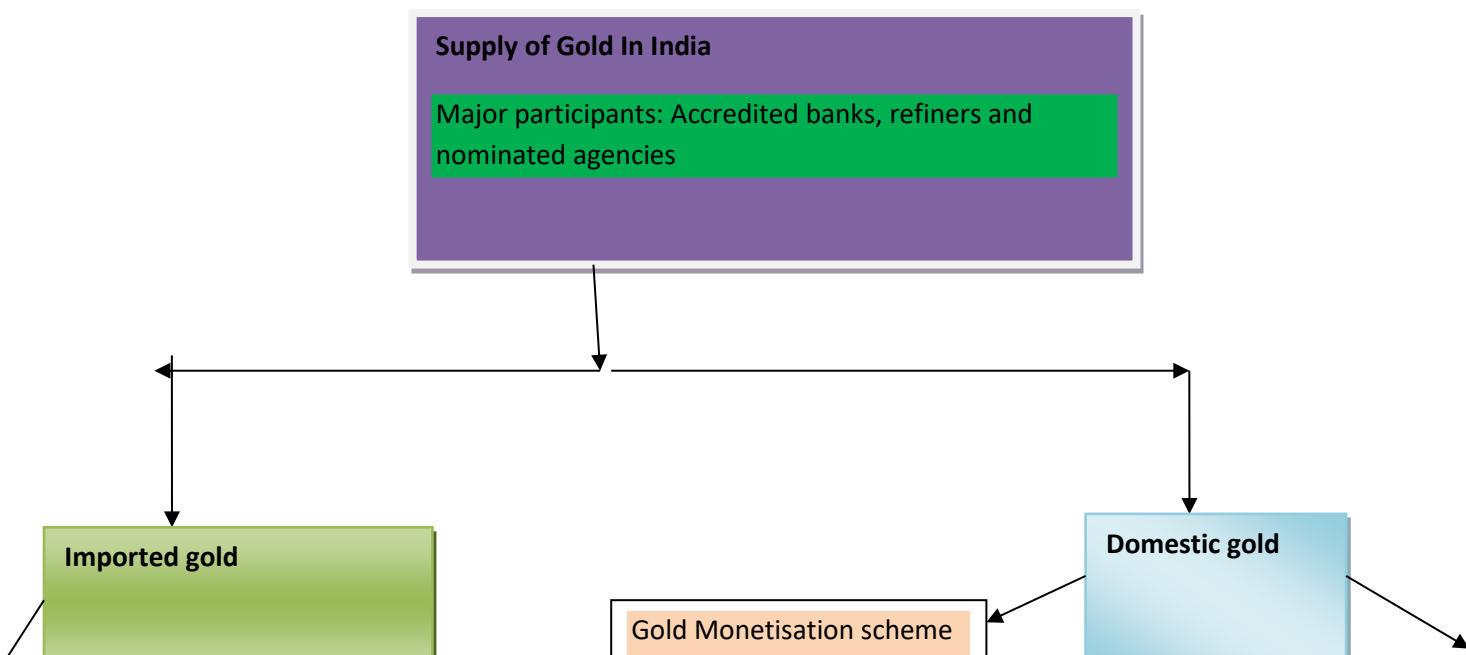 Supply of Gold In India
Major participants: Accredited banks, refiners and
nominated agencies
Imported gold
Domestic gold
Gold Monetisation scheme